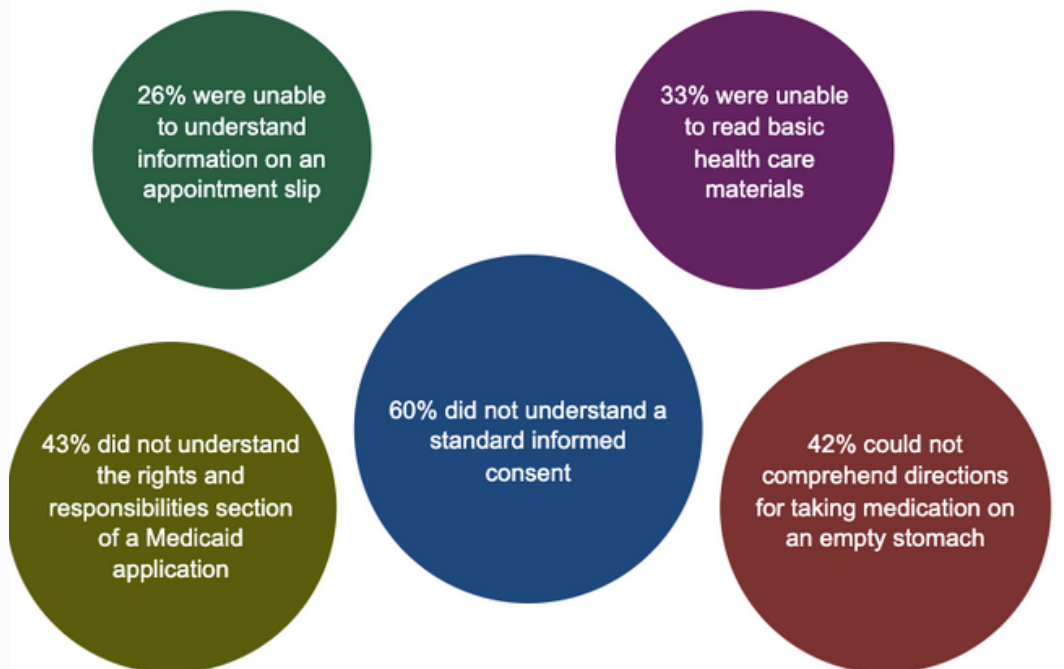 26% were unable
to understand
information on an
appointment slip
33% were unable
to read basic
health care
materials
60% did not understand a
standard informed
consent
43% did not understand
the rights and
responsibilities section
of a Medicaid
application
42% could not
comprehend directions
for taking medication on
an empty stomach